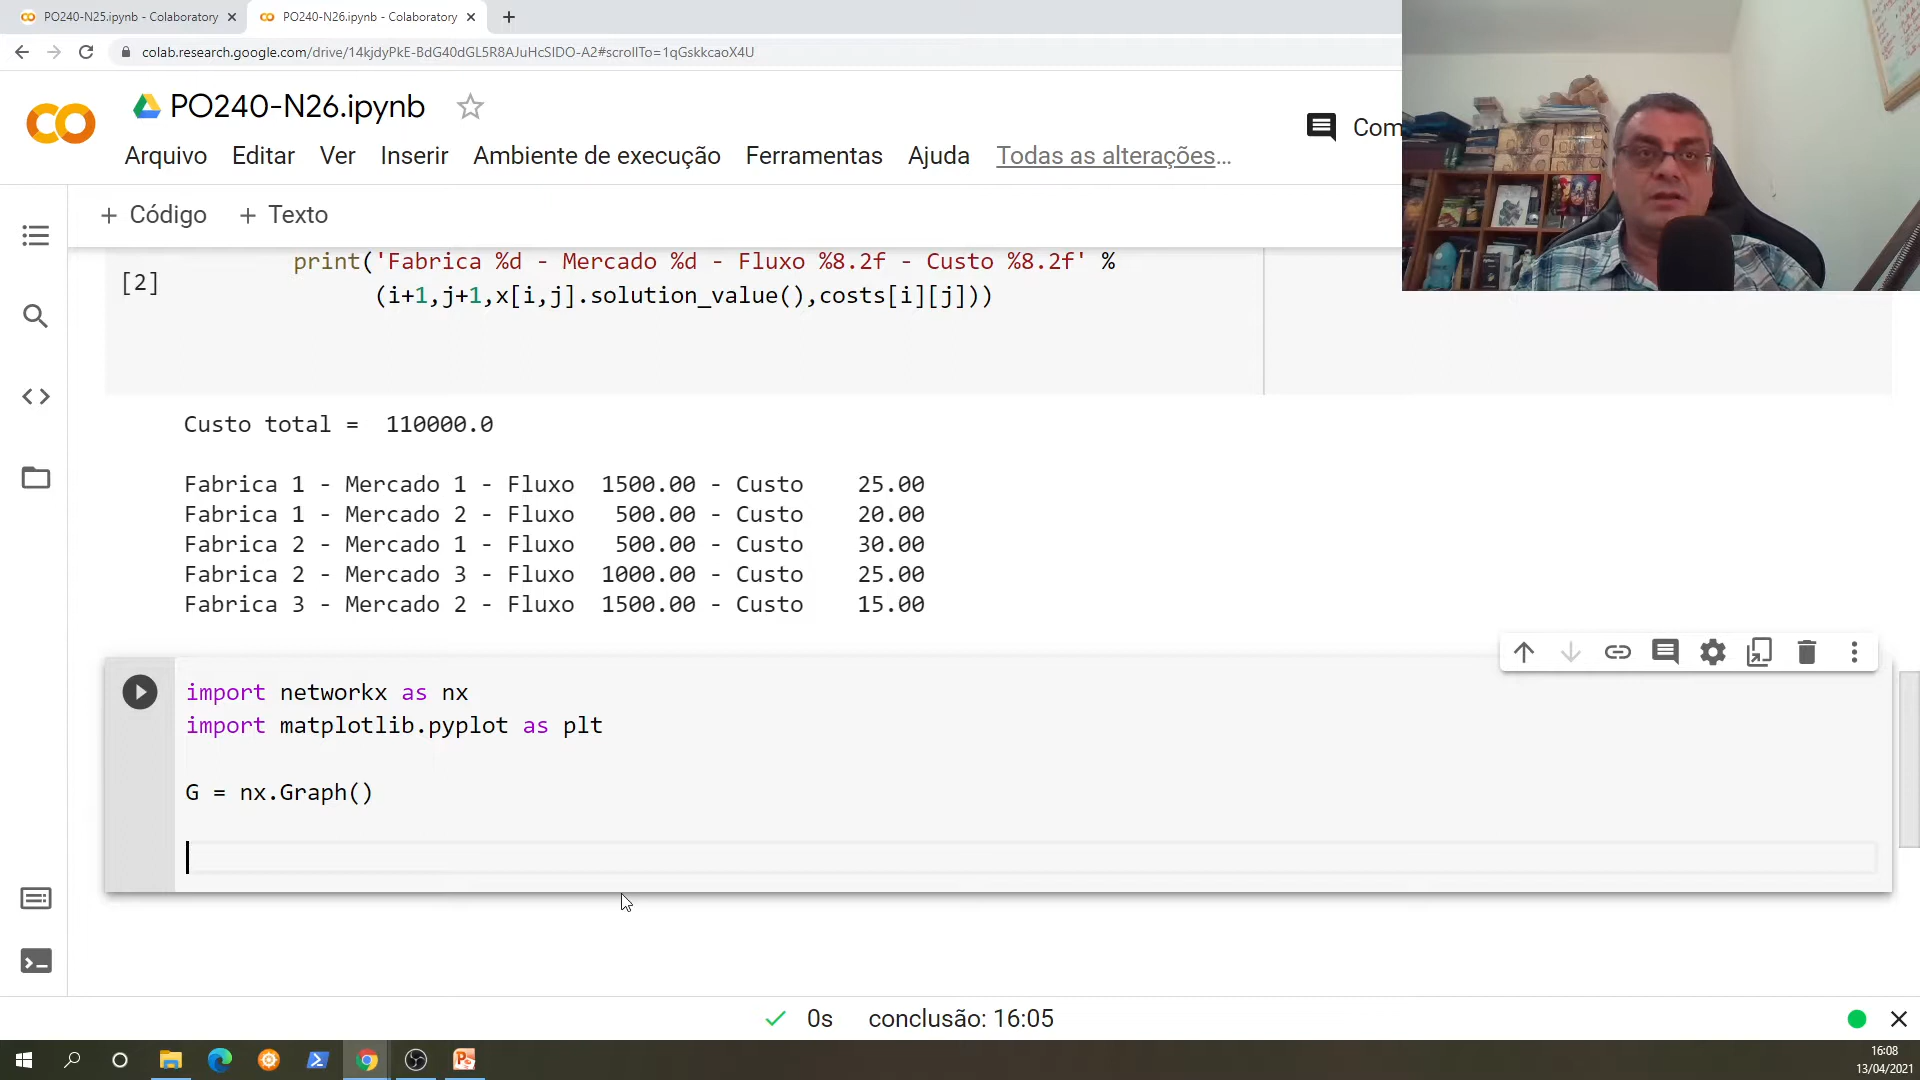 PO240-N25.ipynb - Colaboratory
PO240-N26.ipynb - Colaboratory
colab.research.google.com/drive/14kjdyPkE-BdG40dGL5R8AJuHcSIDO-A2#scrollTo=1qGskkcaoX4U
PO240-N26.ipynb
Arquivo Editar Ver Inserir Ambiente de execução Ferramentas Ajuda Todas as alterações…
Com
+ Código + Texto
print('Fabrica %d - Mercado %d - Fluxo %8.2f - Custo %8.2f' %
[2]
(i+1,j+1,x[i,j].solution_value(),costs[i][j]))
Custo total =  110000.0
Fabrica 1 - Mercado 1 - Fluxo  1500.00 - Custo    25.00
Fabrica 1 - Mercado 2 - Fluxo   500.00 - Custo    20.00
Fabrica 2 - Mercado 1 - Fluxo   500.00 - Custo    30.00
Fabrica 2 - Mercado 3 - Fluxo  1000.00 - Custo    25.00
Fabrica 3 - Mercado 2 - Fluxo  1500.00 - Custo    15.00
import networkx as nx
import matplotlib.pyplot as plt
G = nx.Graph()
0s conclusão: 16:05
16:08
13/04/2021